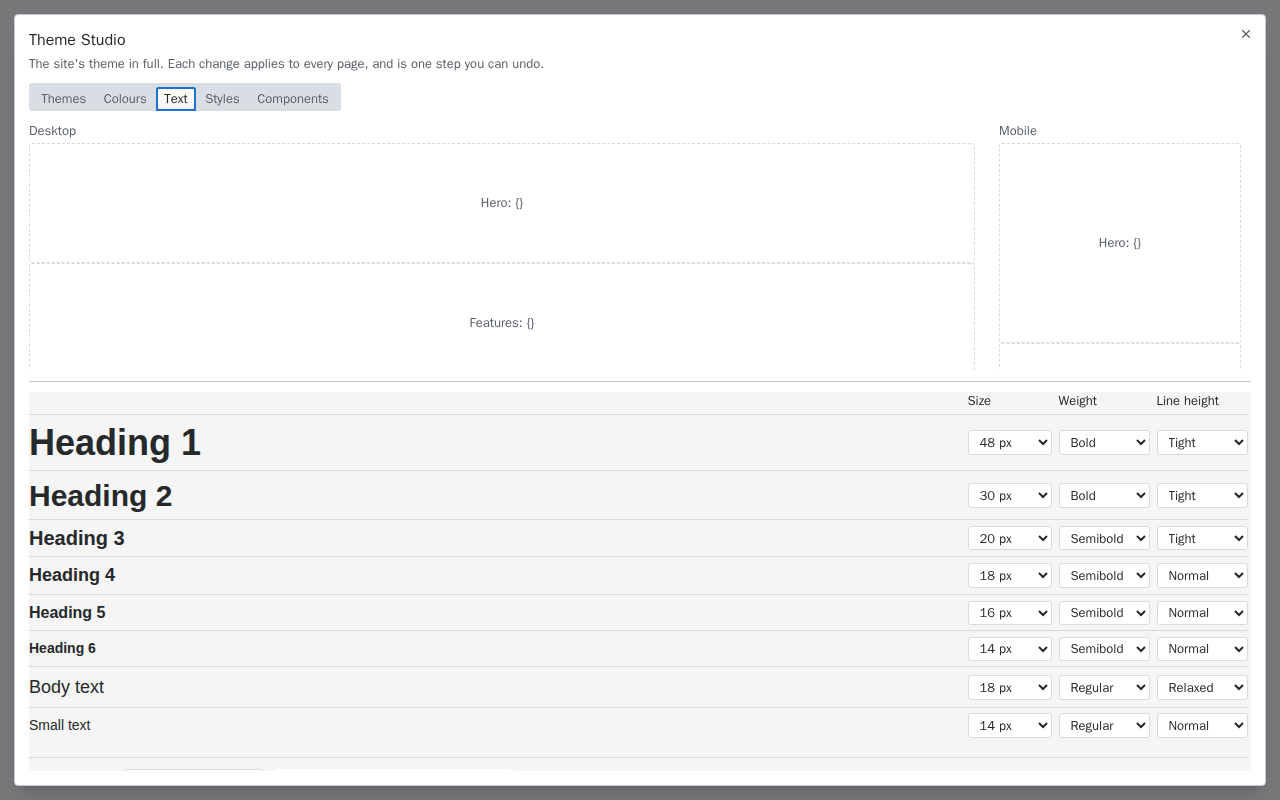 Theme Studio
×
The site's theme in full. Each change applies to every page, and is one step you can undo.
Themes Colours Text Styles Components
Desktop Mobile
Hero: {}
Hero: {}
Features: {}
Size Weight Line height
Heading 1 48 px Bold Tight
Heading 2 30 px Bold Tight
Heading 3 20 px Semibold Tight
Heading 4 18 px Semibold Normal
Heading 5 16 px Semibold Normal
Heading 6 14 px Semibold Normal
Body text 18 px Regular Relaxed
Small text 14 px Regular Normal